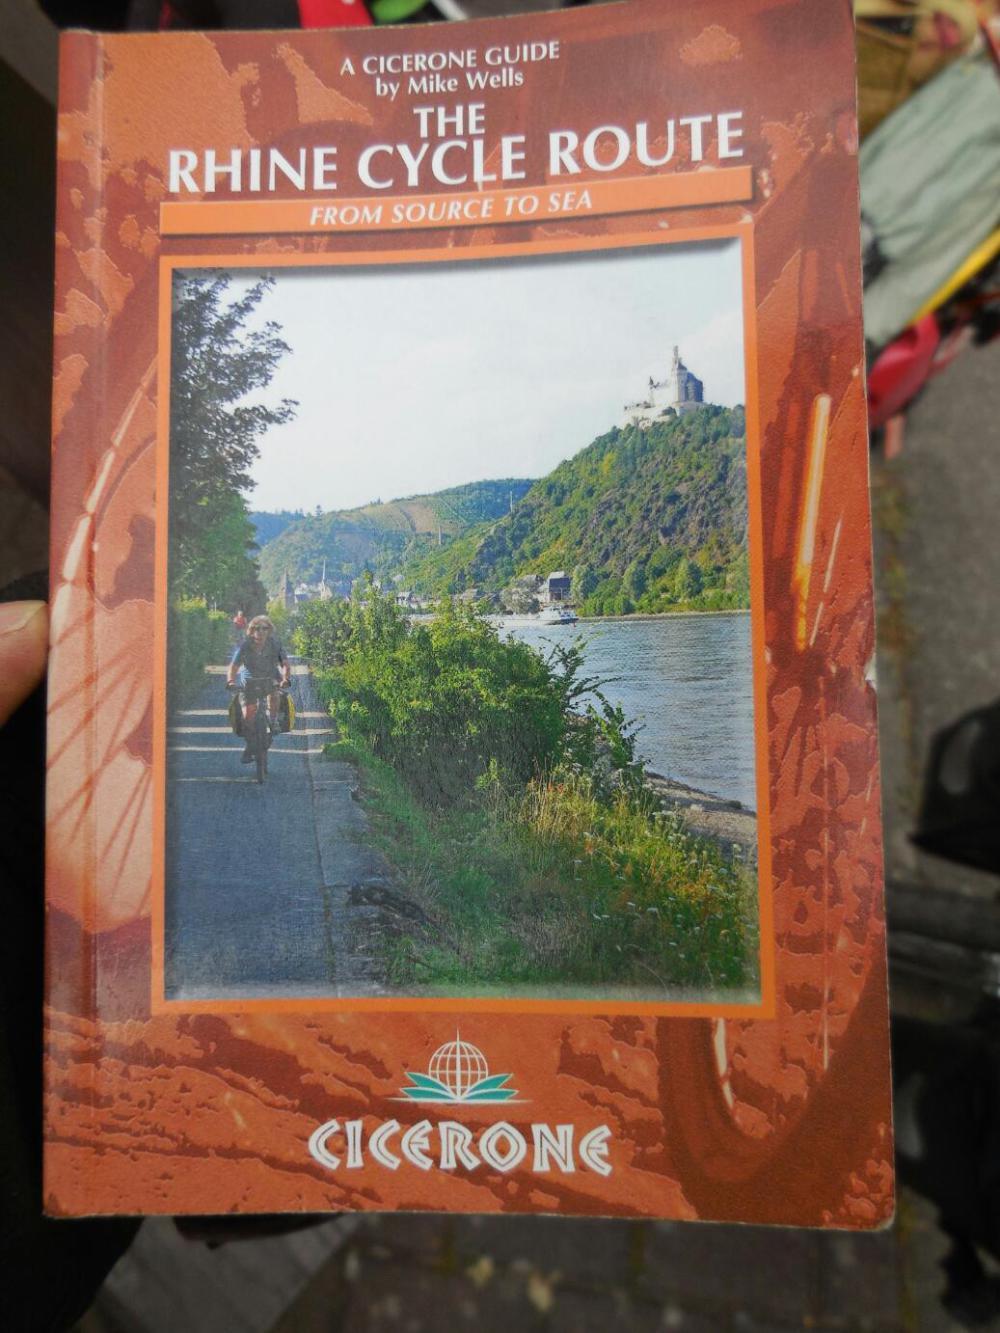 A CICERONE GUIDE
by Mike Wells
THE
RHINE CYCLE ROUTE
FROM SOURCE TO SEA
CICERONE